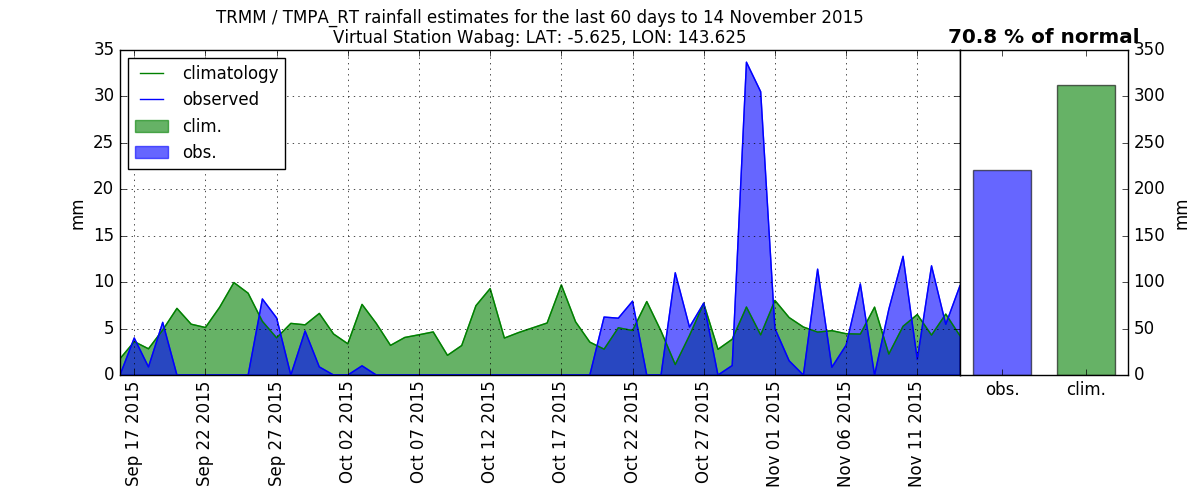 TRMM / TMPA_RT rainfall estimates for the last 60 days to 14 November 2015
Virtual Station Wabag: LAT: -5.625, LON: 143.625
70.8 % of normal
climatology
observed
clim.
obs.
35
30
25
20
15
10
5
0
mm
350
300
250
200
150
100
50
0
mm
Sep 17 2015
Sep 22 2015
Sep 27 2015
Oct 02 2015
Oct 07 2015
Oct 12 2015
Oct 17 2015
Oct 22 2015
Oct 27 2015
Nov 01 2015
Nov 06 2015
Nov 11 2015
obs.
clim.